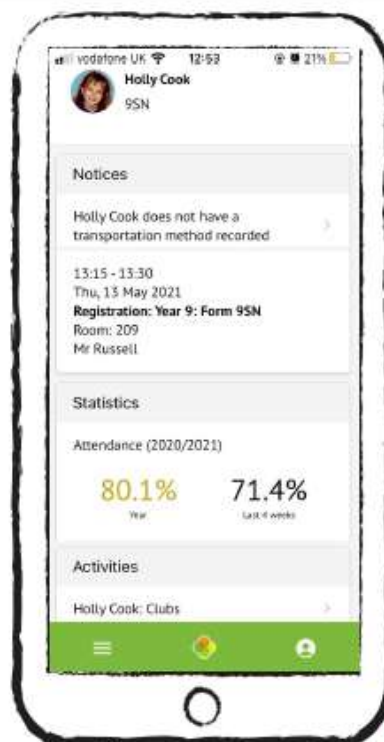 vodafone UK 12:53 21%
Holly Cook
9SN
Notices
Holly Cook does not have a
transportation method recorded
13:15 - 13:30
Thu, 13 May 2021
Registration: Year 9: Form 9SN
Room: 209
Mr Russell
Statistics
Attendance (2020/2021)
80.1% 71.4%
Year Last 4 weeks
Activities
Holly Cook: Clubs